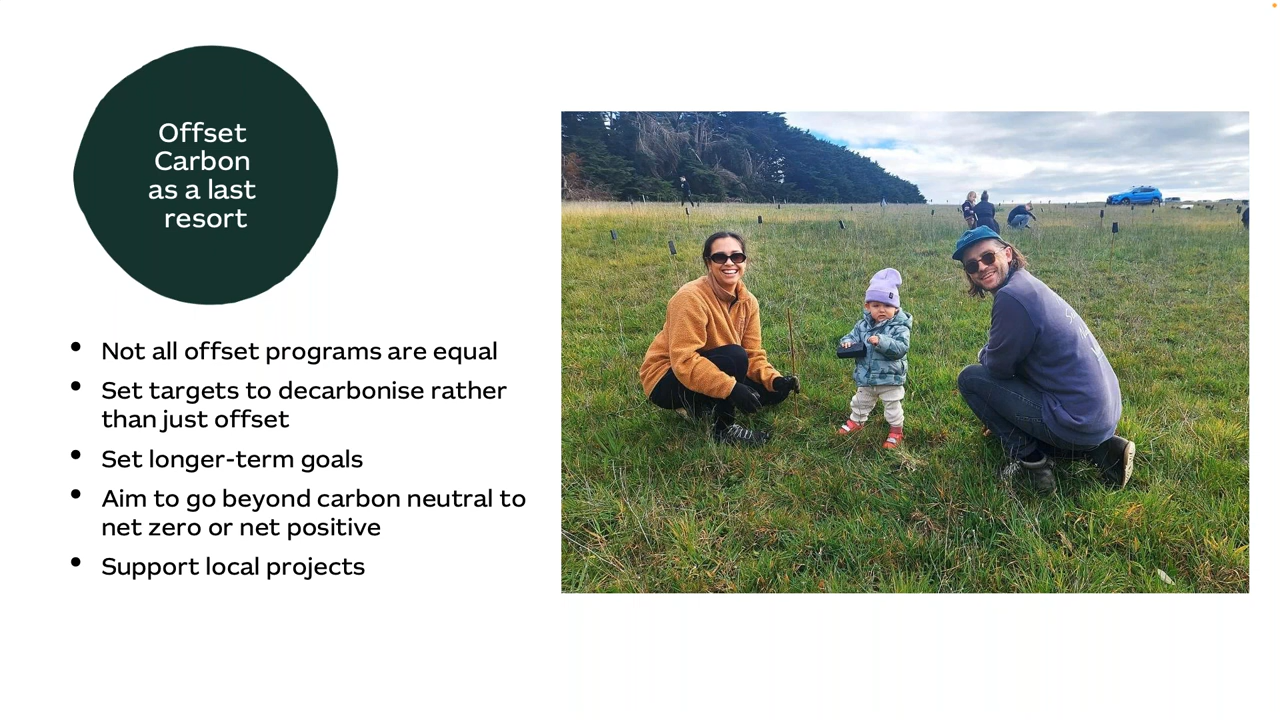 Offset
Carbon
as a last
resort
• Not all offset programs are equal
• Set targets to decarbonise rather
than just offset
• Set longer-term goals
• Aim to go beyond carbon neutral to
net zero or net positive
• Support local projects